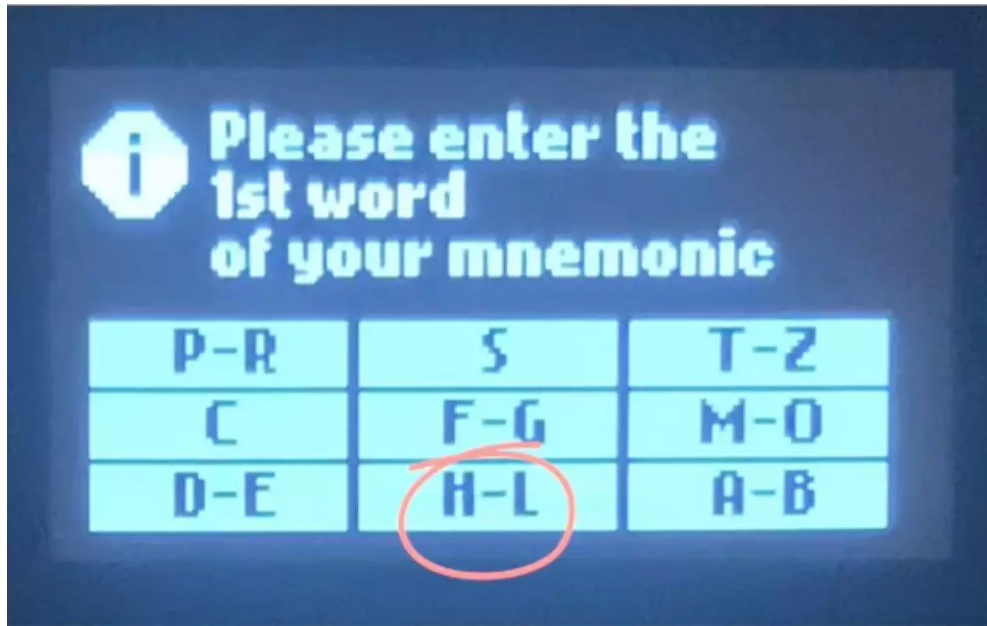 i Please enter the
1st word
of your mnemonic
P-R S T-Z
C F-G M-O
D-E H-L A-B